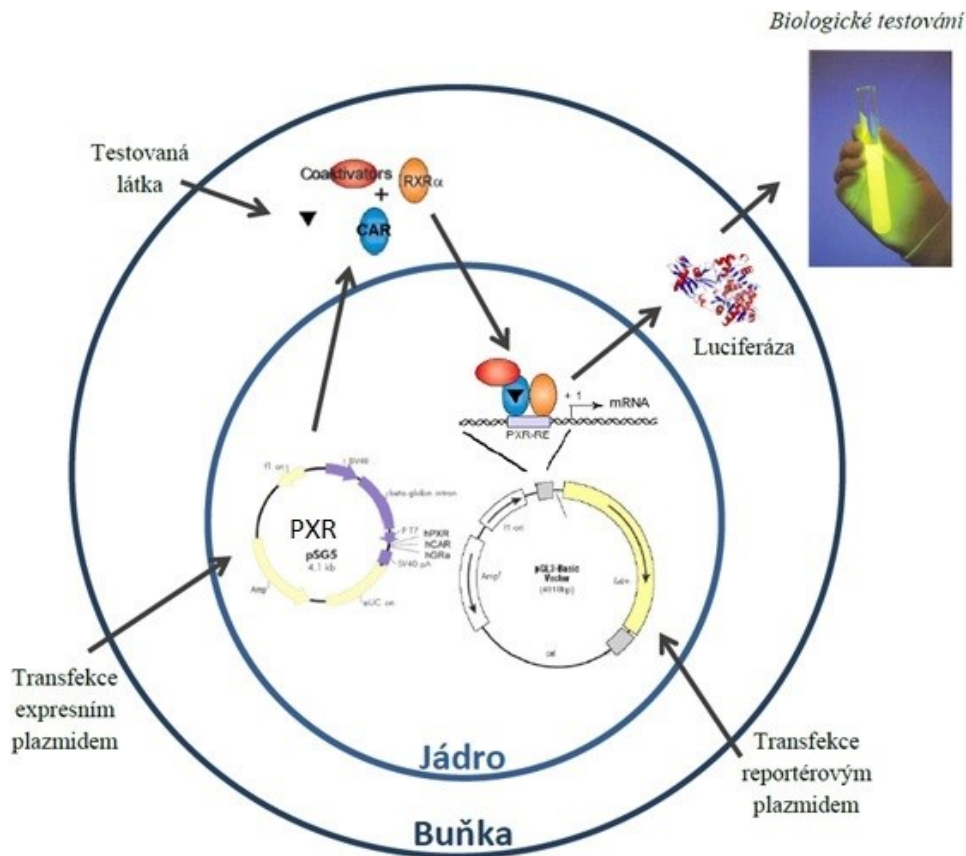 Biologické testování
Testovaná
látka
Coaktivators
+
RXRα
CAR
Luciferáza
+ 1
mRNA
PXR-RE
f1 ori
SV40
beta-globin intron
PXR
pSG5
4.1 kb
P T7
hPXR
hCAR
hGRa
SV40 pA
Amp
pUC ori
f1 ori
Amp
pGL3-Basic
Vector
luc+
ori
Transfekce
expresním
plazmidem
Transfekce
reportérovým
plazmidem
Jádro
Buňka